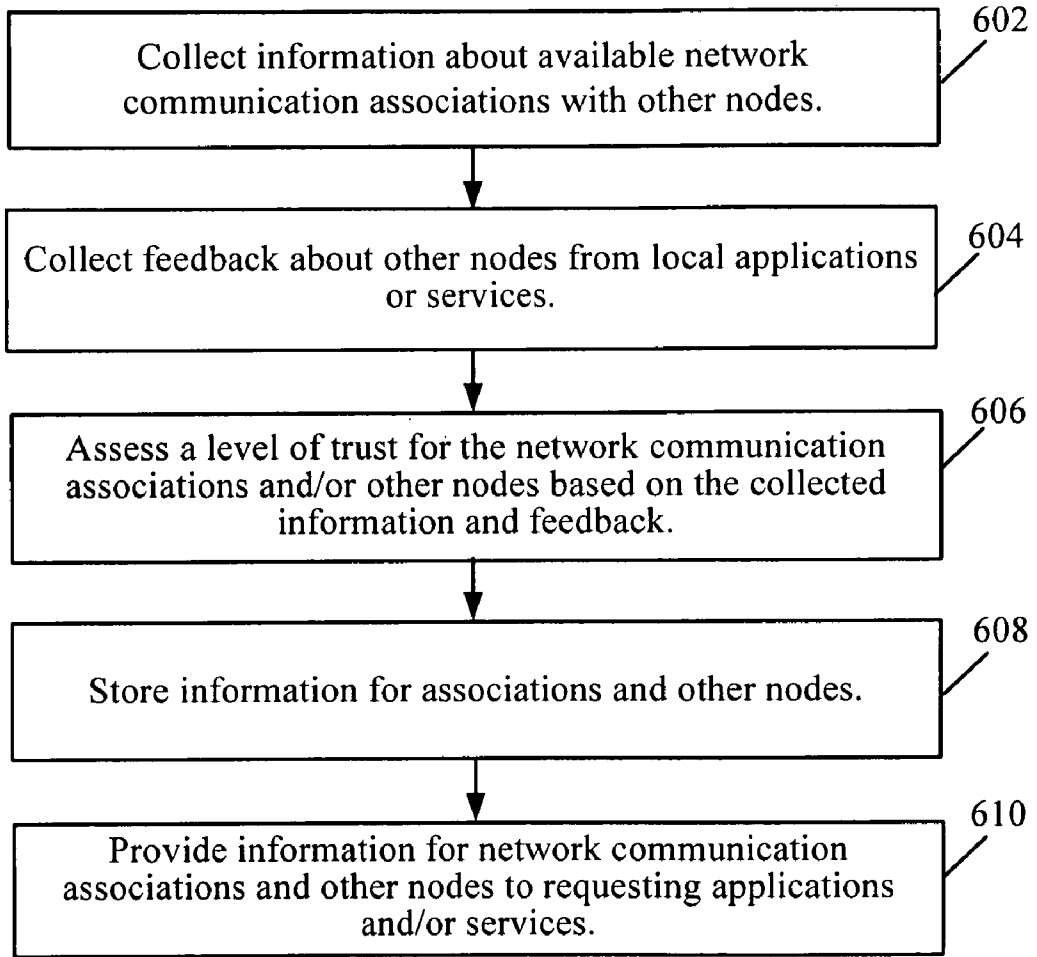 602
Collect information about available network
communication associations with other nodes.
604
Collect feedback about other nodes from local applications
or services.
606
Assess a level of trust for the network communication
associations and/or other nodes based on the collected
information and feedback.
608
Store information for associations and other nodes.
610
Provide information for network communication
associations and other nodes to requesting applications
and/or services.